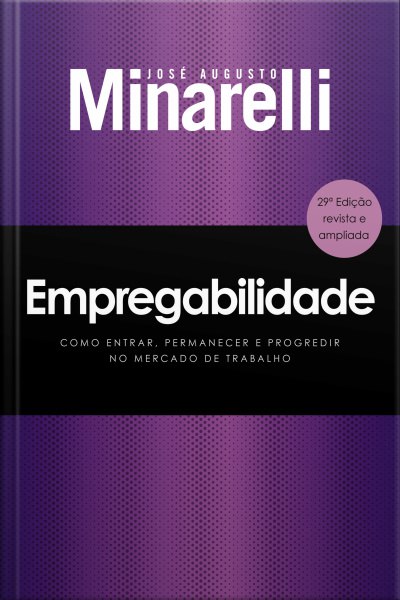 JOSÉ AUGUSTO
Minarelli
29ª Edição
revista e
ampliada
Empregabilidade
COMO ENTRAR, PERMANECER E PROGREDIR
NO MERCADO DE TRABALHO